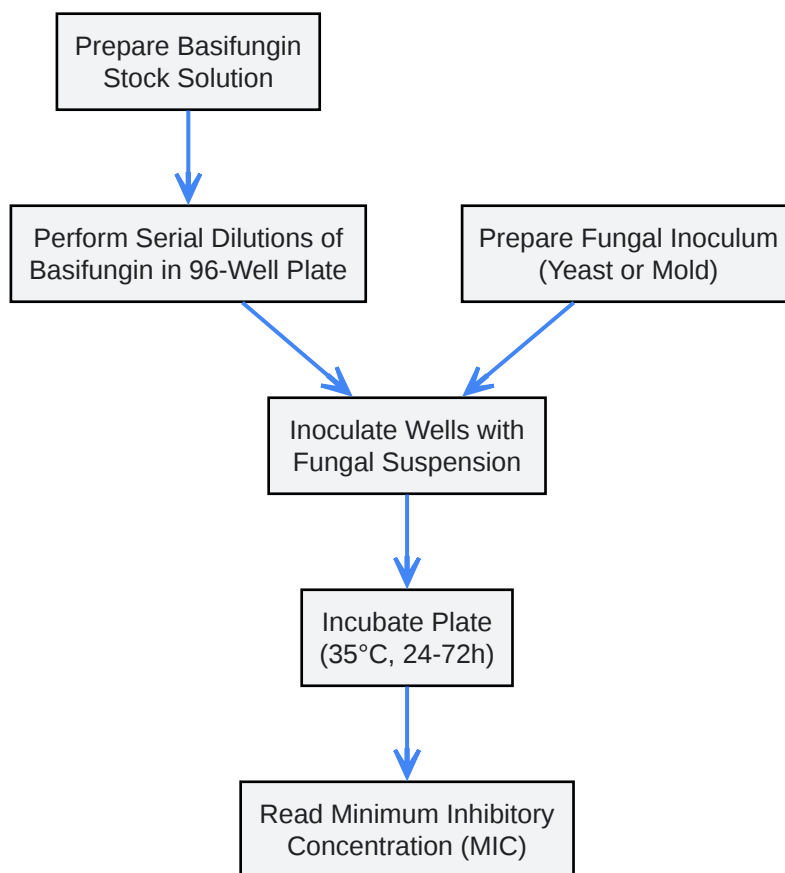 Prepare Basifungin
Stock Solution
Perform Serial Dilutions of
Basifungin in 96-Well Plate
Prepare Fungal Inoculum
(Yeast or Mold)
Inoculate Wells with
Fungal Suspension
Incubate Plate
(35°C, 24-72h)
Read Minimum Inhibitory
Concentration (MIC)